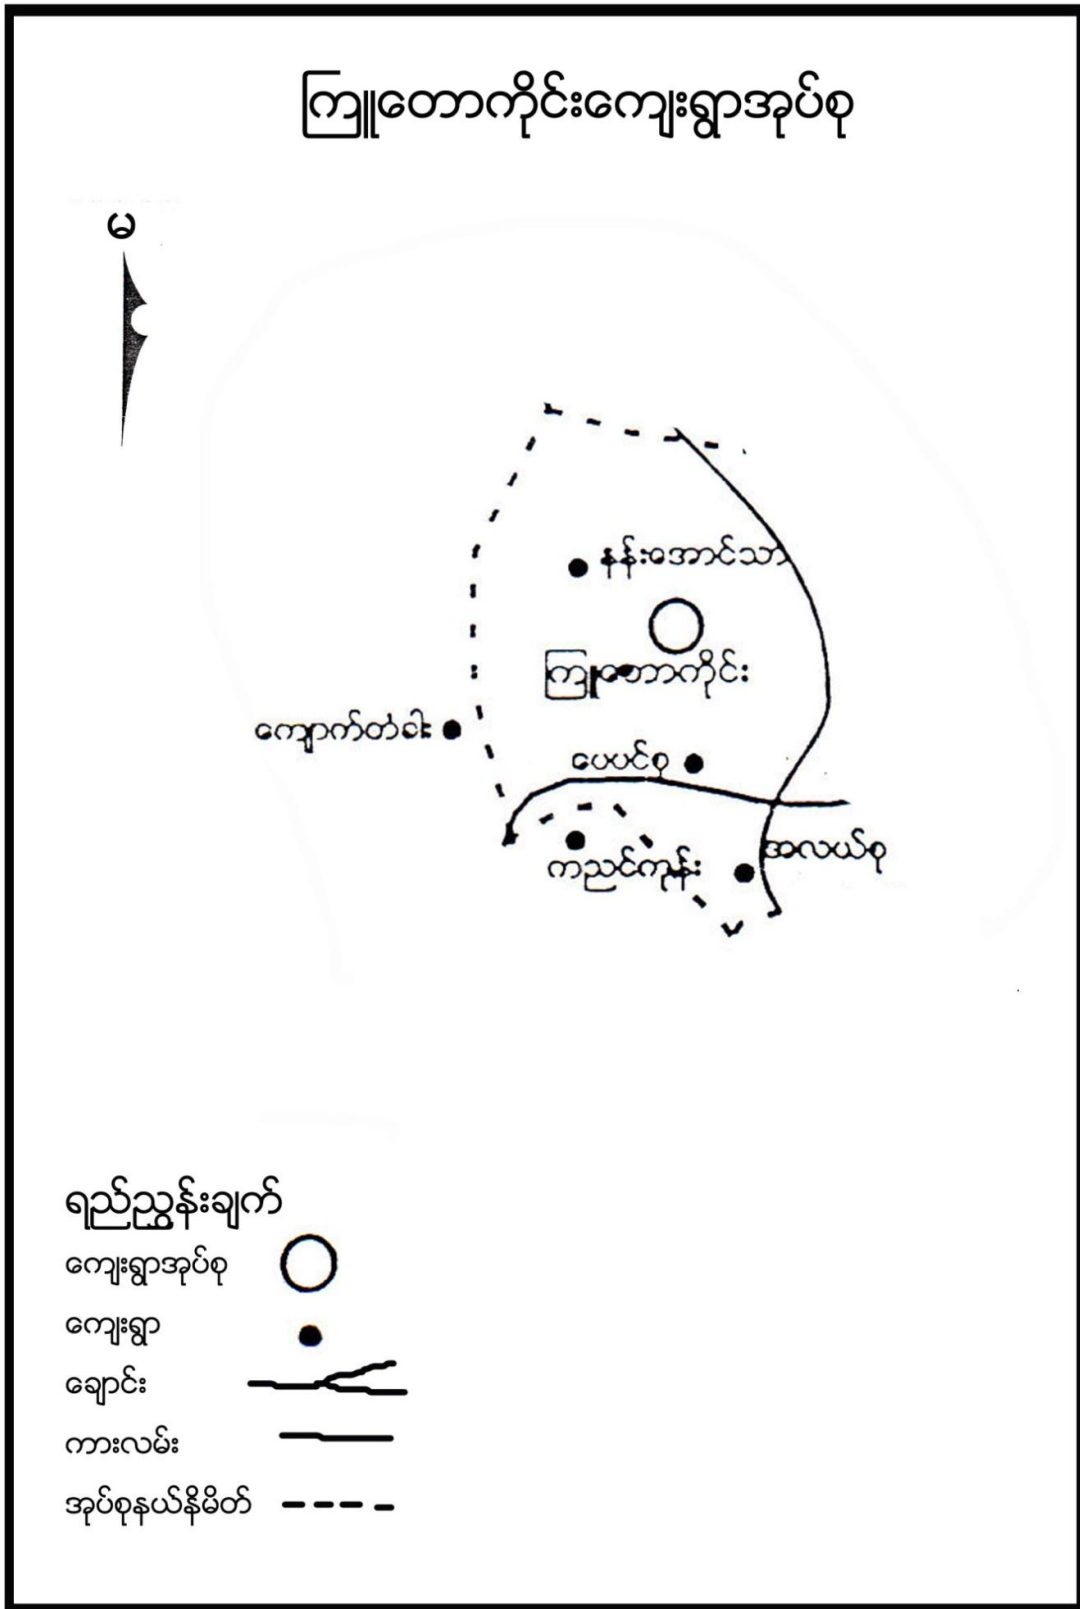 ကြူတောကိုင်းကျေးရွာအုပ်စု
မ
နန်းအောင်သာ
ကြူတောကိုင်း
ကျောက်တံခါး
ပေပင်စု
အလယ်စု
ကညင်ကုန်း
ရည်ညွှန်းချက်
ကျေးရွာအုပ်စု
ကျေးရွာ
ချောင်း
ကားလမ်း
အုပ်စုနယ်နိမိတ်